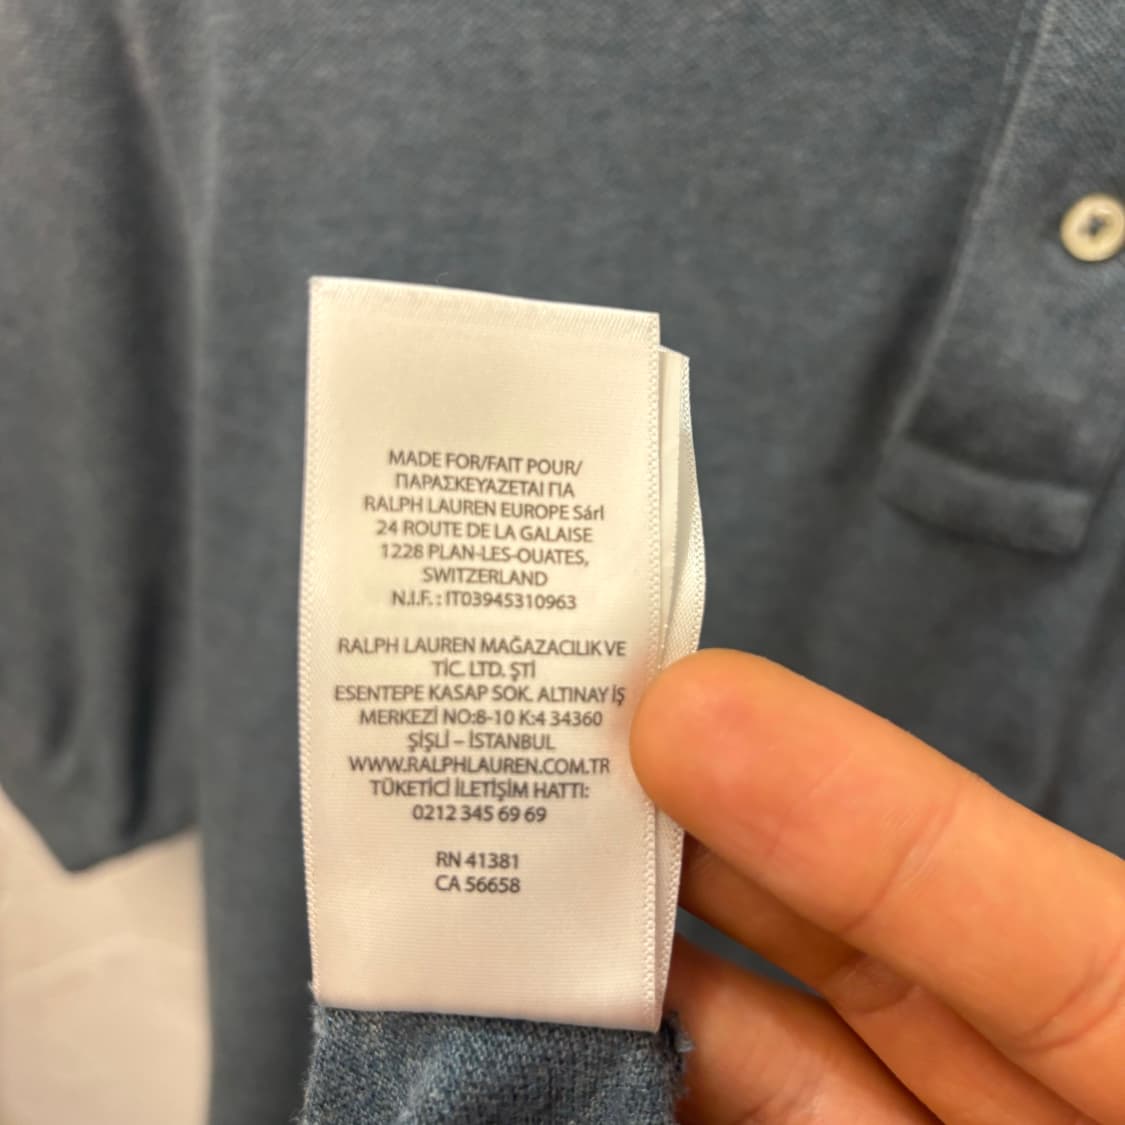 MADE FOR/FAIT POUR/
ΠΑΡΑΣΚΕΥΑΖΕΤΑΙ ΓΙΑ
RALPH LAUREN EUROPE Sárl
24 ROUTE DE LA GALAISE
1228 PLAN-LES-OUATES,
SWITZERLAND
N.I.F. : IT03945310963
RALPH LAUREN MAĞAZACILIK VE
TİC. LTD. ŞTİ
ESENTEPE KASAP SOK. ALTINAY İŞ
MERKEZİ NO:8-10 K:4 34360
ŞİŞLİ – İSTANBUL
WWW.RALPHLAUREN.COM.TR
TÜKETİCİ İLETİŞİM HATTI:
0212 345 69 69
RN 41381
CA 56658